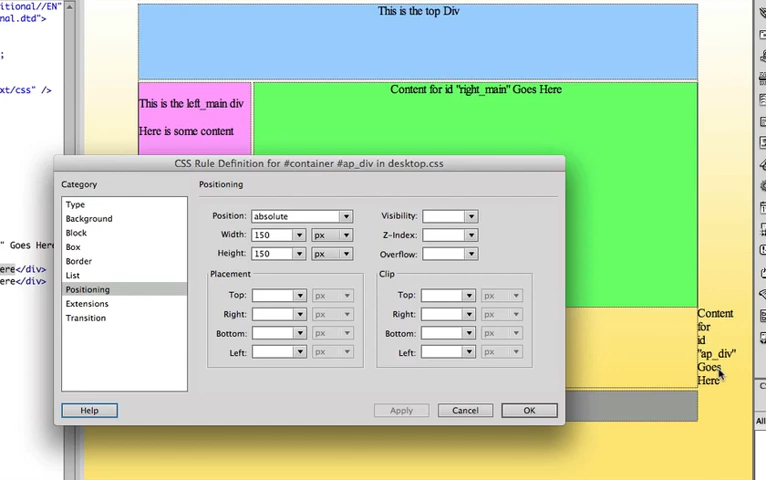 itional//EN"
nal.dtd">
;
xt/css" />
" Goes Here
ere</div>
ere</div>
This is the top Div
This is the left_main div
Here is some content
Content for id "right_main" Goes Here
CSS Rule Definition for #container #ap_div in desktop.css
Category
Type
Background
Block
Box
Border
List
Positioning
Extensions
Transition
Positioning
Position: absolute
Visibility:
Width: 150 px
Z-Index:
Height: 150 px
Overflow:
Placement
Top: px
Right: px
Bottom: px
Left: px
Clip
Top: px
Right: px
Bottom: px
Left: px
Help
Apply
Cancel
OK
Content
for
id
"ap_div"
Goes
Here
All